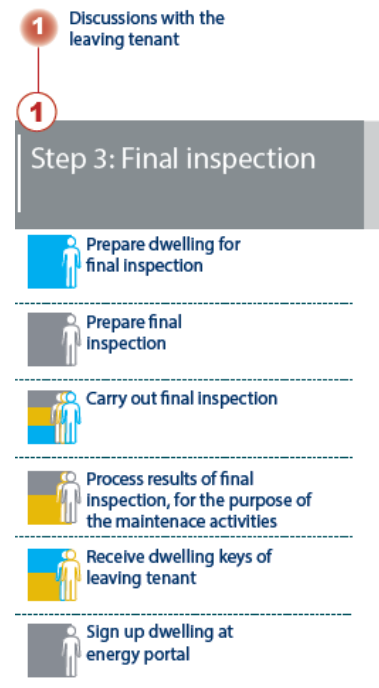 1
Discussions with the
leaving tenant
1
Step 3: Final inspection
Prepare dwelling for
final inspection
Prepare final
inspection
Carry out final inspection
Process results of final
inspection, for the purpose of
the maintenace activities
Receive dwelling keys of
leaving tenant
Sign up dwelling at
energy portal